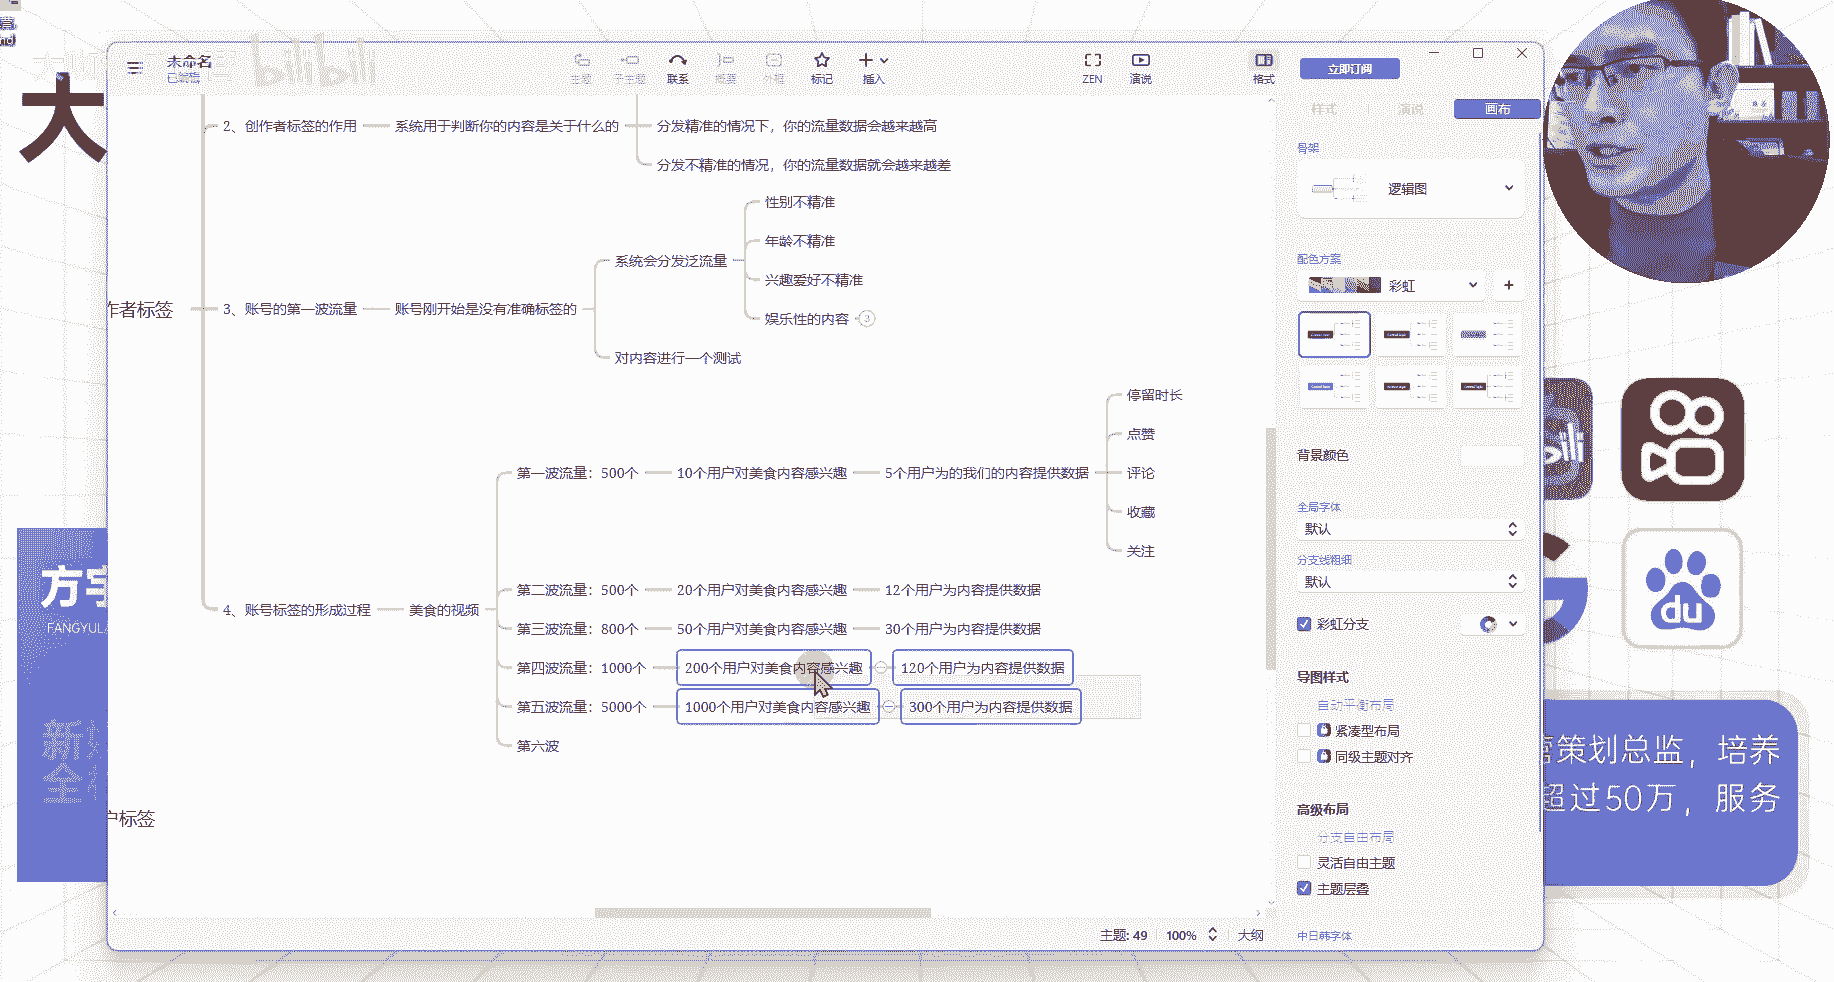 大
bilibili
未命名
已编辑
主题
子主题
联系
概要
外框
标记
插入
ZEN
演说
格式
立即订阅
样式
演说
画布
2、创作者标签的作用
系统用于判断你的内容是关于什么的
分发精准的情况下，你的流量数据会越来越高
分发不精准的情况，你的流量数据就会越来越差
作者标签
3、账号的第一波流量
账号刚开始是没有准确标签的
系统会分发泛流量
性别不精准
年龄不精准
兴趣爱好不精准
娱乐性的内容
3
对内容进行一个测试
4、账号标签的形成过程
美食的视频
第一波流量：500个
10个用户对美食内容感兴趣
5个用户为的我们的内容提供数据
停留时长
点赞
评论
收藏
关注
第二波流量：500个
20个用户对美食内容感兴趣
12个用户为内容提供数据
第三波流量：800个
50个用户对美食内容感兴趣
30个用户为内容提供数据
第四波流量：1000个
200个用户对美食内容感兴趣
120个用户为内容提供数据
第五波流量：5000个
1000个用户对美食内容感兴趣
300个用户为内容提供数据
第六波
户标签
骨架
逻辑图
配色方案
彩虹
背景颜色
全局字体
默认
分支线粗细
默认
彩虹分支
导图样式
自动平衡布局
紧凑型布局
同级主题对齐
高级布局
分支自由布局
灵活自由主题
主题层叠
中日韩字体
主题: 49
100%
大纲
方宇
FANGYUL
新
全
du
营策划总监，培养
超过50万，服务